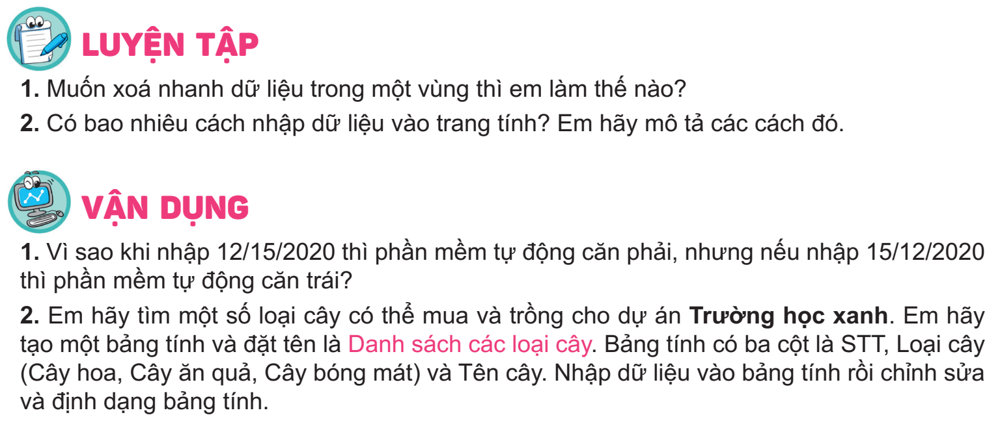 LUYỆN TẬP
1. Muốn xoá nhanh dữ liệu trong một vùng thì em làm thế nào?
2. Có bao nhiêu cách nhập dữ liệu vào trang tính? Em hãy mô tả các cách đó.
VẬN DỤNG
1. Vì sao khi nhập 12/15/2020 thì phần mềm tự động căn phải, nhưng nếu nhập 15/12/2020
thì phần mềm tự động căn trái?
2. Em hãy tìm một số loại cây có thể mua và trồng cho dự án Trường học xanh. Em hãy
tạo một bảng tính và đặt tên là Danh sách các loại cây. Bảng tính có ba cột là STT, Loại cây
(Cây hoa, Cây ăn quả, Cây bóng mát) và Tên cây. Nhập dữ liệu vào bảng tính rồi chỉnh sửa
và định dạng bảng tính.